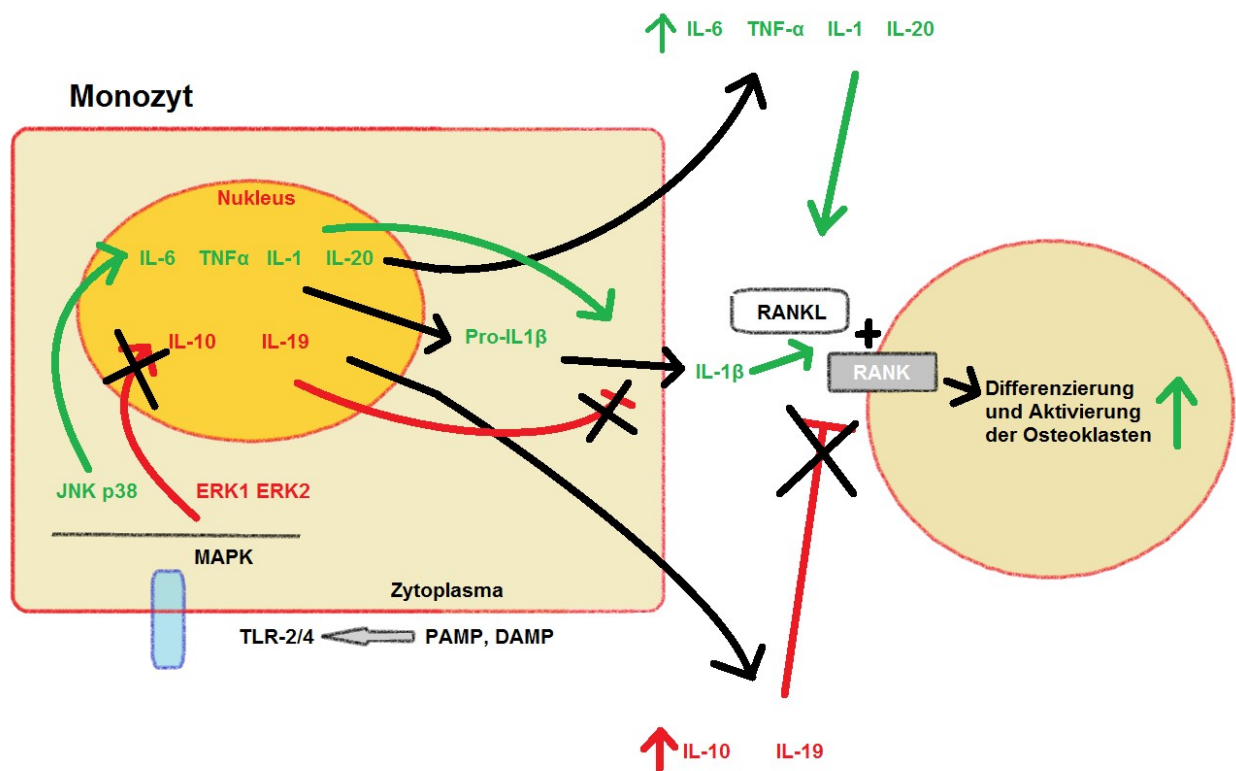 IL-6 TNF-α IL-1 IL-20
Monozyt
Nukleus
IL-6 TNFα IL-1 IL-20
IL-10 IL-19
Pro-IL1β
IL-1β
RANKL
+
RANK
Differenzierung
und Aktivierung
der Osteoklasten
JNK p38
ERK1 ERK2
MAPK
Zytoplasma
TLR-2/4
PAMP, DAMP
IL-10 IL-19